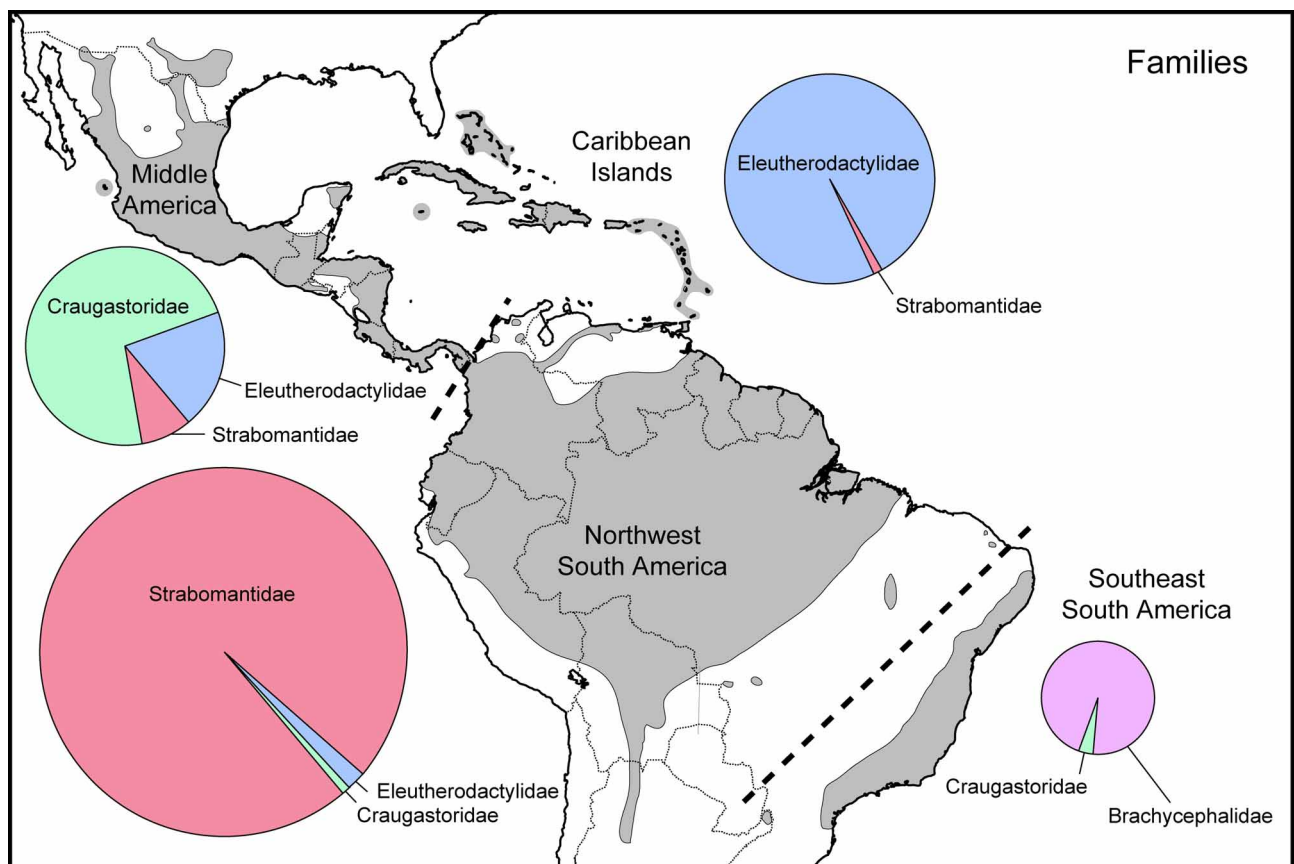 Families
Caribbean
Islands
Eleutherodactylidae
Strabomantidae
Middle
America
Craugastoridae
Eleutherodactylidae
Strabomantidae
Strabomantidae
Eleutherodactylidae
Craugastoridae
Northwest
South America
Southeast
South America
Craugastoridae
Brachycephalidae